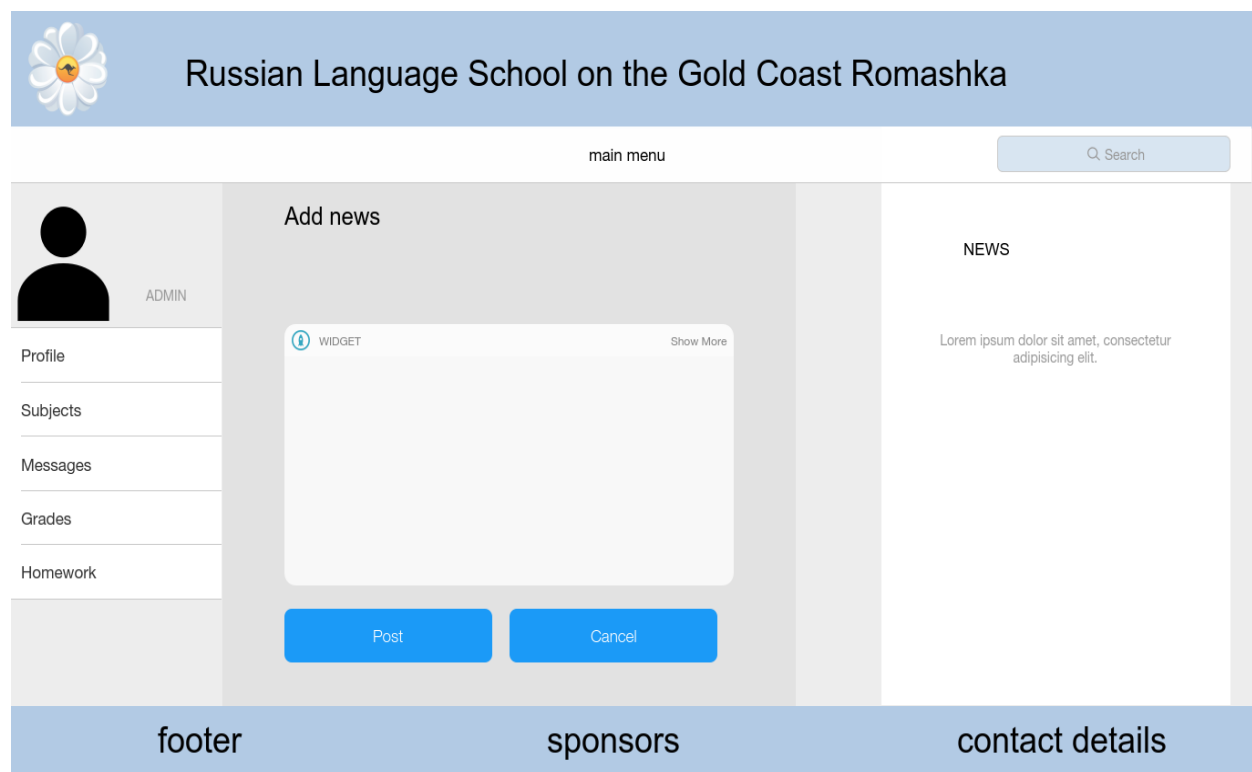 Russian Language School on the Gold Coast Romashka
main menu
Search
ADMIN
Profile
Subjects
Messages
Grades
Homework
Add news
WIDGET
Show More
Post
Cancel
NEWS
Lorem ipsum dolor sit amet, consectetur
adipisicing elit.
footer
sponsors
contact details